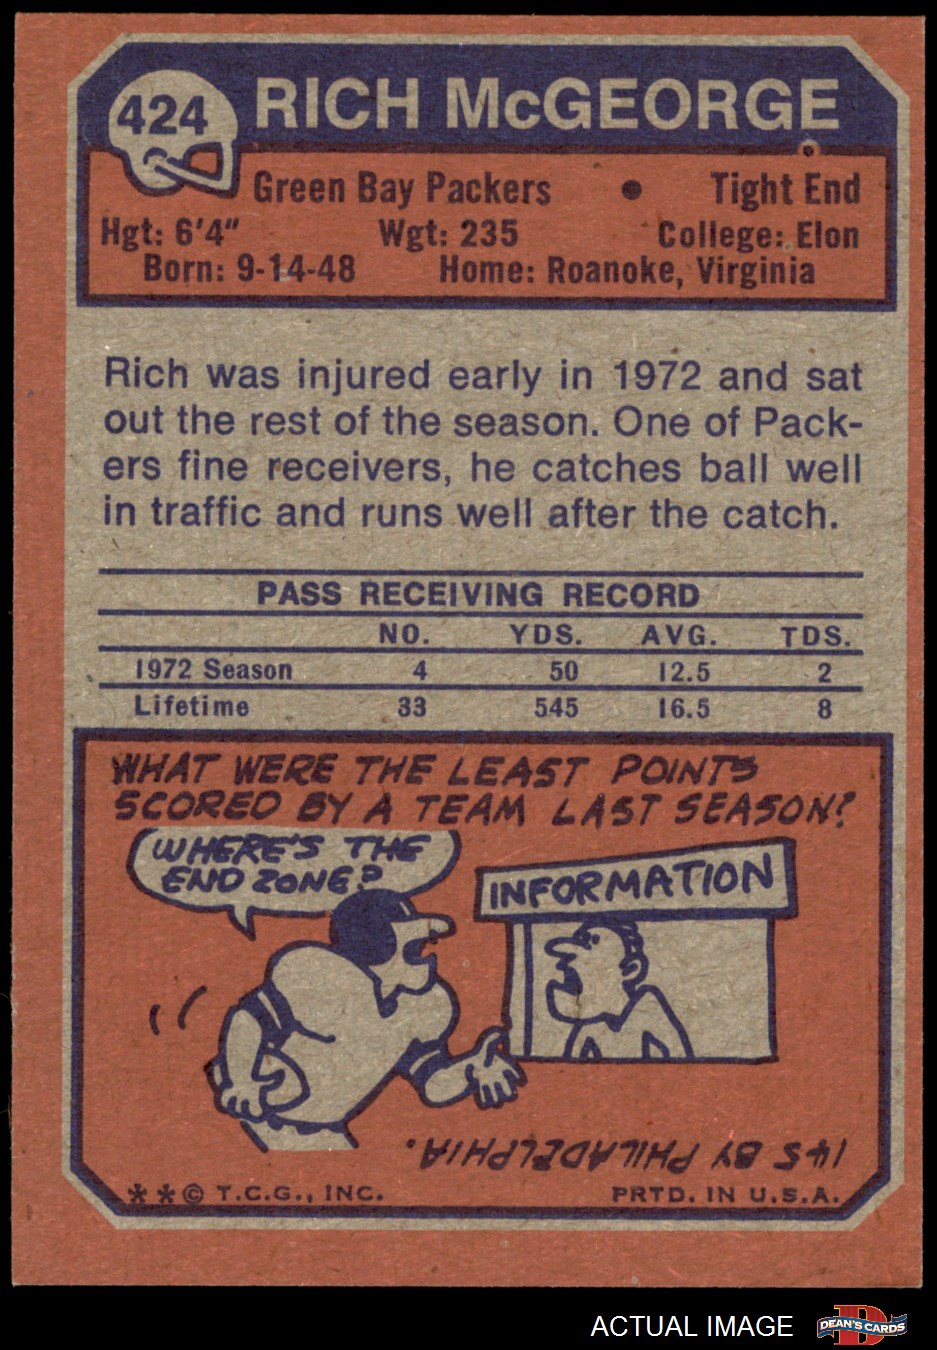 424
RICH McGEORGE
Green Bay Packers • Tight End
Hgt: 6'4" Wgt: 235 College: Elon
Born: 9-14-48 Home: Roanoke, Virginia
Rich was injured early in 1972 and sat
out the rest of the season. One of Pack-
ers fine receivers, he catches ball well
in traffic and runs well after the catch.
PASS RECEIVING RECORD
NO. YDS. AVG. TDS.
1972 Season 4 50 12.5 2
Lifetime 33 545 16.5 8
WHAT WERE THE LEAST POINTS
SCORED BY A TEAM LAST SEASON?
WHERE'S THE
END ZONE?
INFORMATION
145 BY PHILADELPHIA.
* * © T.C.G., INC. PRTD. IN U.S.A.
ACTUAL IMAGE
DEAN'S CARDS